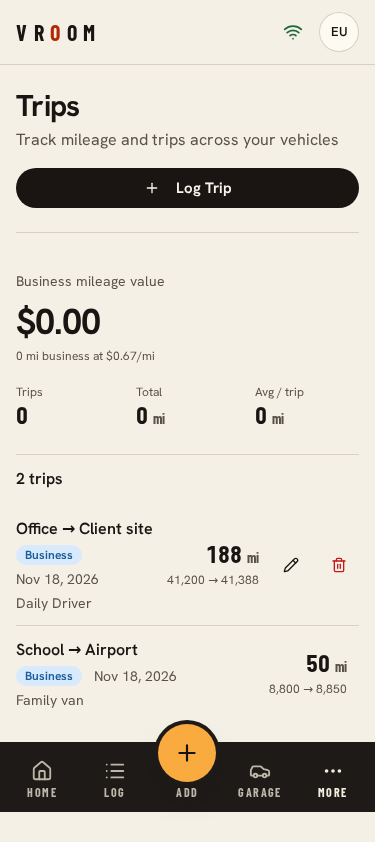 VROOM
EU
Trips
Track mileage and trips across your vehicles
+ Log Trip
Business mileage value
$0.00
0 mi business at $0.67/mi
Trips Total Avg / trip
0 0 mi 0 mi
2 trips
Office → Client site
Business
188 mi
Nov 18, 2026
41,200 → 41,388
Daily Driver
School → Airport
Business Nov 18, 2026
50 mi
8,800 → 8,850
Family van
HOME LOG ADD GARAGE MORE